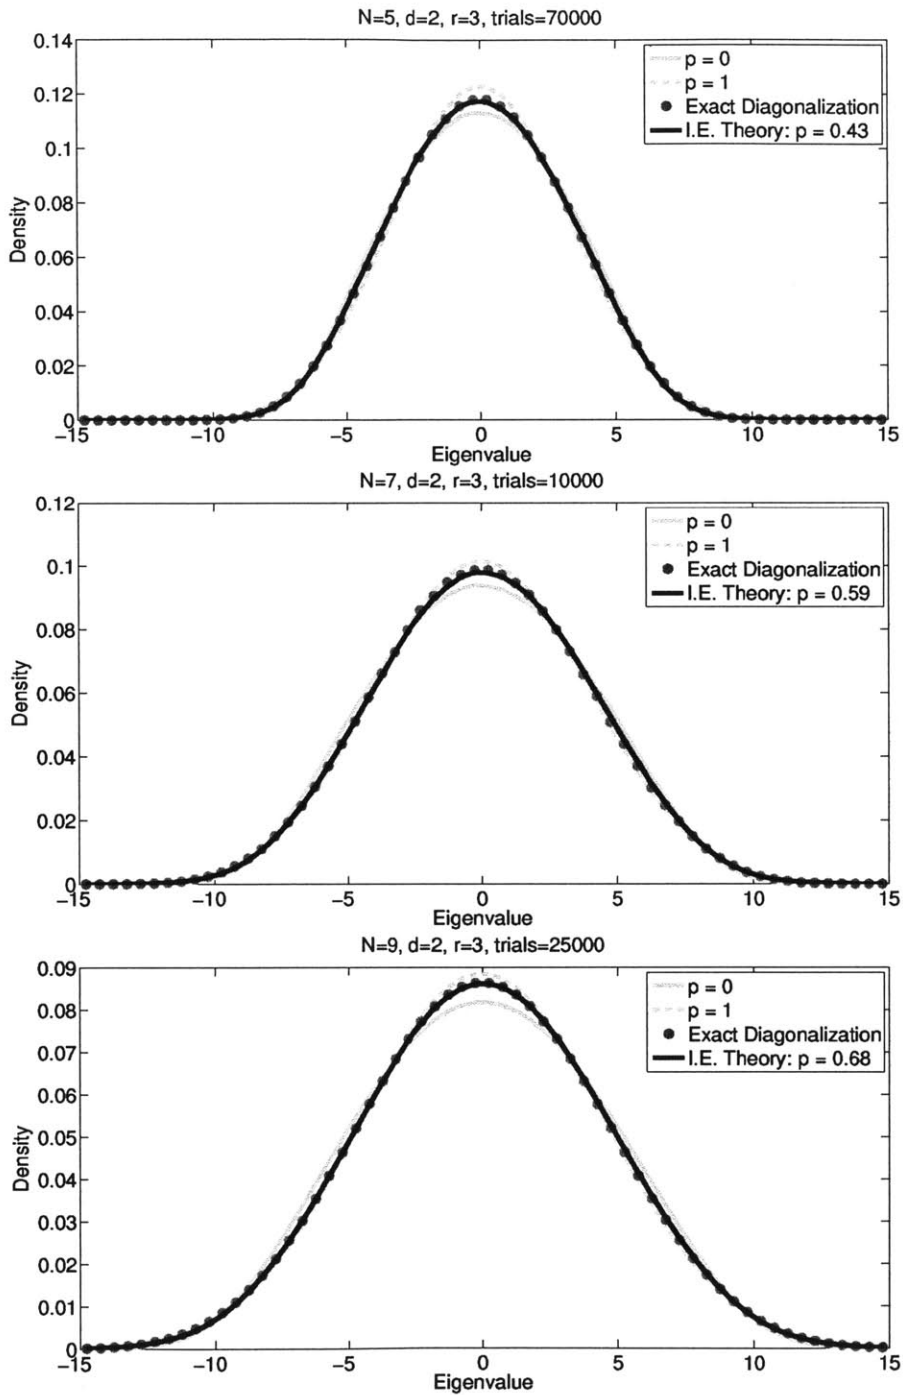 N=5, d=2, r=3, trials=70000
0.14
0.12
0.1
0.08
0.06
0.04
0.02
0
Density
p = 0
p = 1
Exact Diagonalization
I.E. Theory: p = 0.43
−15 −10 −5 0 5 10 15
Eigenvalue
N=7, d=2, r=3, trials=10000
0.12
0.1
0.08
0.06
0.04
0.02
0
Density
p = 0
p = 1
Exact Diagonalization
I.E. Theory: p = 0.59
−15 −10 −5 0 5 10 15
Eigenvalue
N=9, d=2, r=3, trials=25000
0.09
0.08
0.07
0.06
0.05
0.04
0.03
0.02
0.01
0
Density
p = 0
p = 1
Exact Diagonalization
I.E. Theory: p = 0.68
−15 −10 −5 0 5 10 15
Eigenvalue